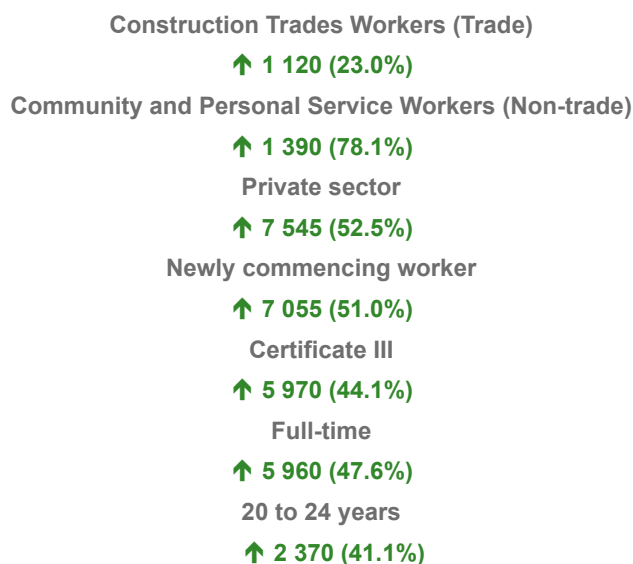 Construction Trades Workers (Trade)
↑ 1 120 (23.0%)
Community and Personal Service Workers (Non-trade)
↑ 1 390 (78.1%)
Private sector
↑ 7 545 (52.5%)
Newly commencing worker
↑ 7 055 (51.0%)
Certificate III
↑ 5 970 (44.1%)
Full-time
↑ 5 960 (47.6%)
20 to 24 years
↑ 2 370 (41.1%)